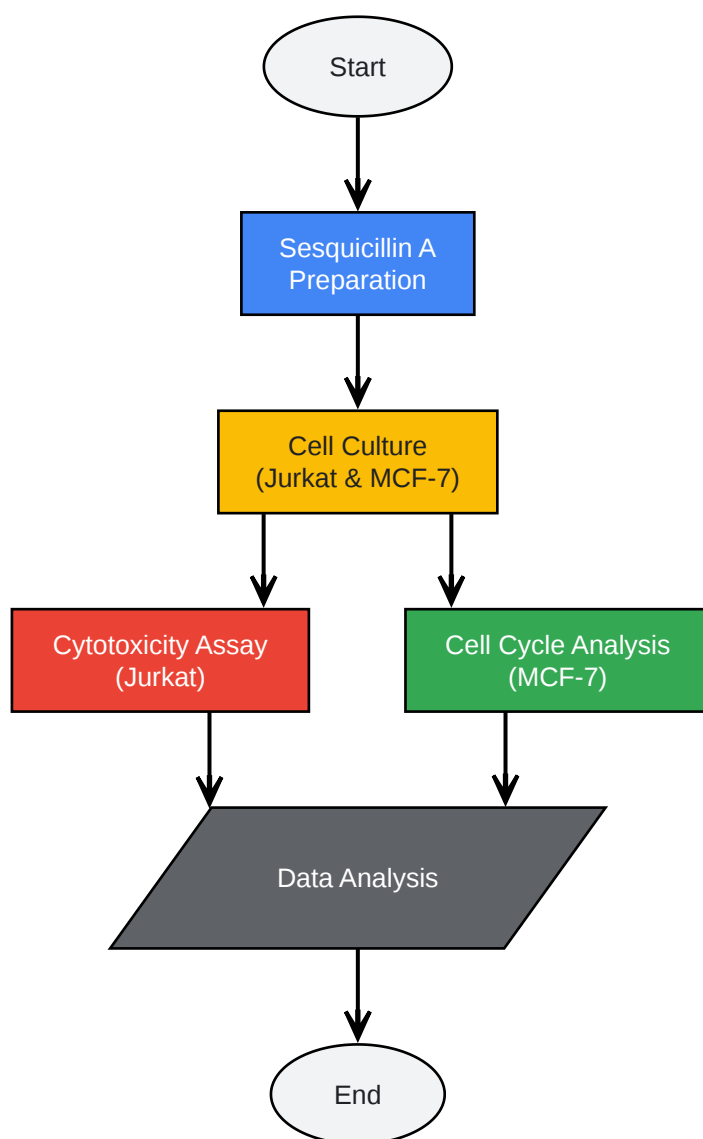 Start
Sesquicillin A
Preparation
Cell Culture
(Jurkat & MCF-7)
Cytotoxicity Assay
(Jurkat)
Cell Cycle Analysis
(MCF-7)
Data Analysis
End